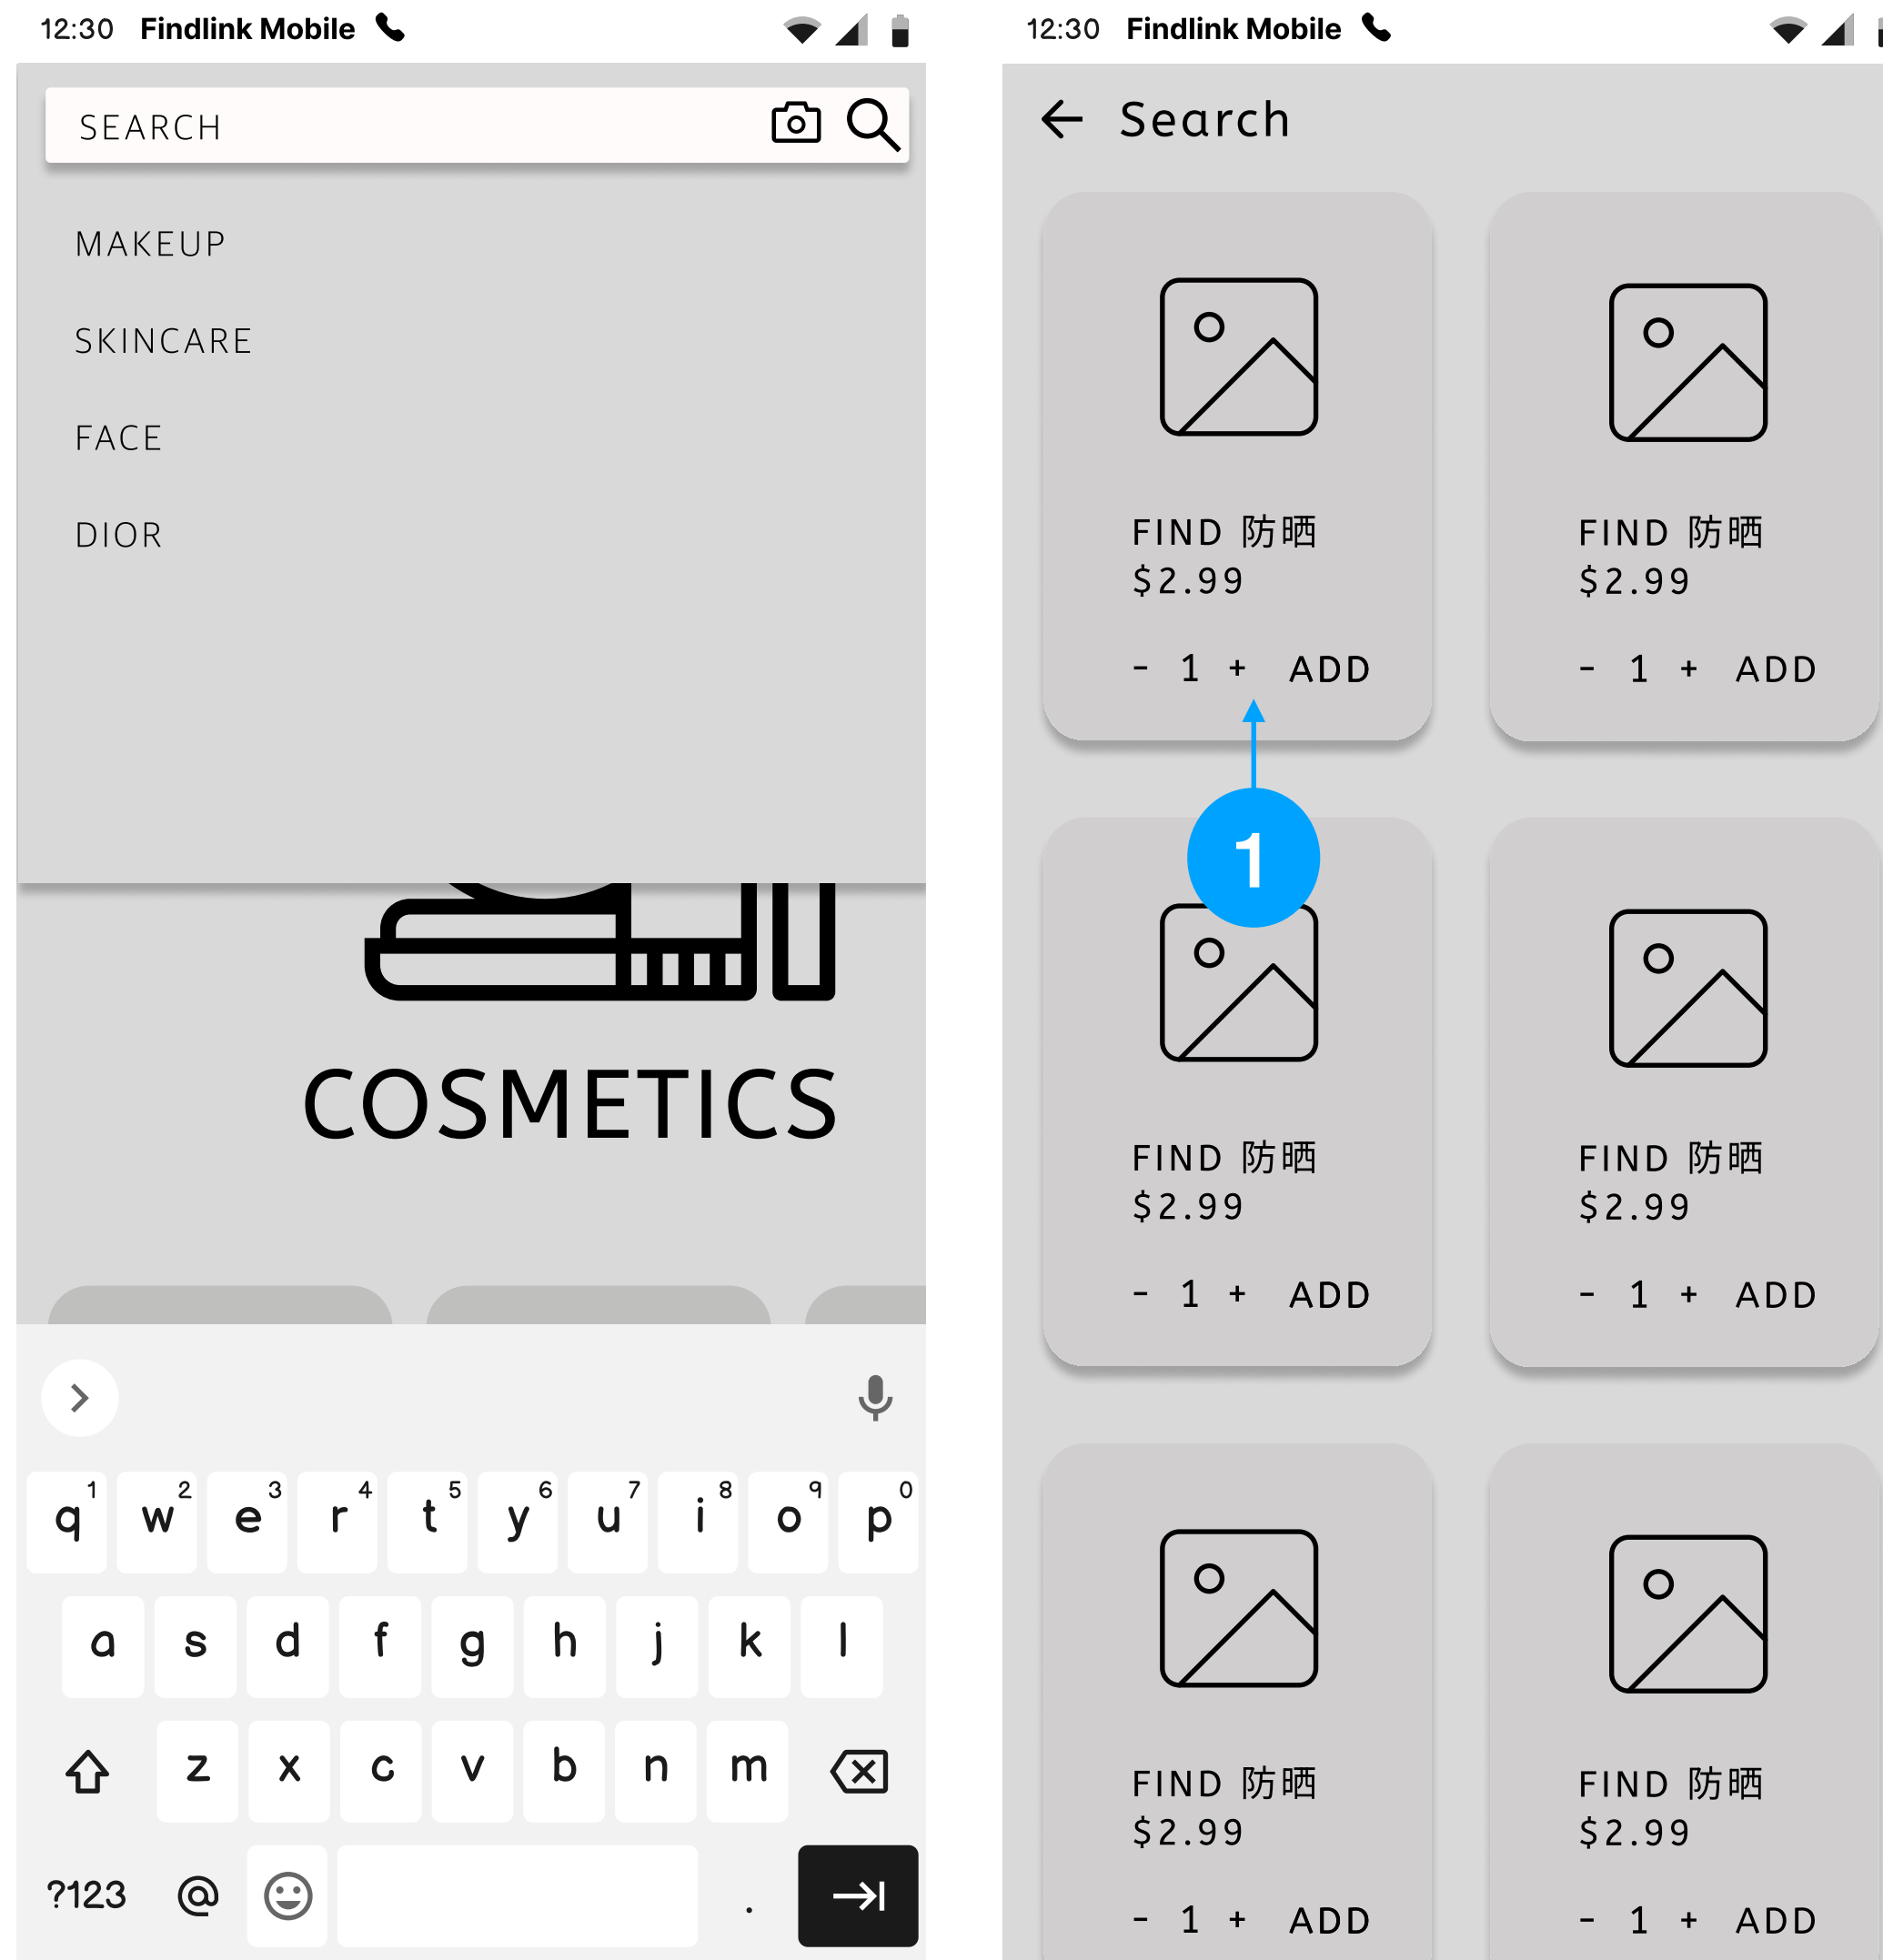 12:30 Findlink Mobile
SEARCH
MAKEUP
SKINCARE
FACE
DIOR
COSMETICS
q 1 w 2 e 3 r 4 t 5 y 6 u 7 i 8 o 9 p 0
a s d f g h j k l
z x c v b n m
?123 @ .
12:30 Findlink Mobile
Search
FIND 防晒
$2.99
- 1 + ADD
FIND 防晒
$2.99
- 1 + ADD
1
FIND 防晒
$2.99
- 1 + ADD
FIND 防晒
$2.99
- 1 + ADD
FIND 防晒
$2.99
- 1 + ADD
FIND 防晒
$2.99
- 1 + ADD